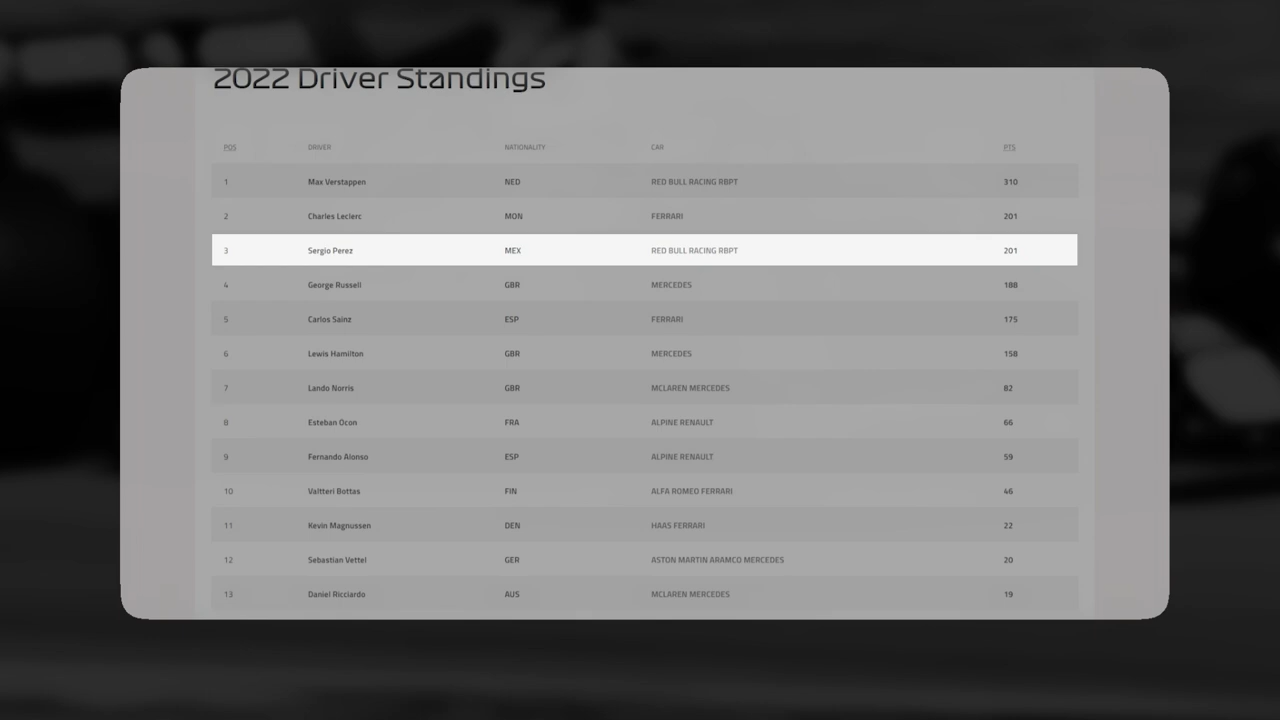 2022 Driver Standings
POS DRIVER NATIONALITY CAR PTS
1 Max Verstappen NED RED BULL RACING RBPT 310
2 Charles Leclerc MON FERRARI 201
3 Sergio Perez MEX RED BULL RACING RBPT 201
4 George Russell GBR MERCEDES 188
5 Carlos Sainz ESP FERRARI 175
6 Lewis Hamilton GBR MERCEDES 158
7 Lando Norris GBR MCLAREN MERCEDES 82
8 Esteban Ocon FRA ALPINE RENAULT 66
9 Fernando Alonso ESP ALPINE RENAULT 59
10 Valtteri Bottas FIN ALFA ROMEO FERRARI 46
11 Kevin Magnussen DEN HAAS FERRARI 22
12 Sebastian Vettel GER ASTON MARTIN ARAMCO MERCEDES 20
13 Daniel Ricciardo AUS MCLAREN MERCEDES 19